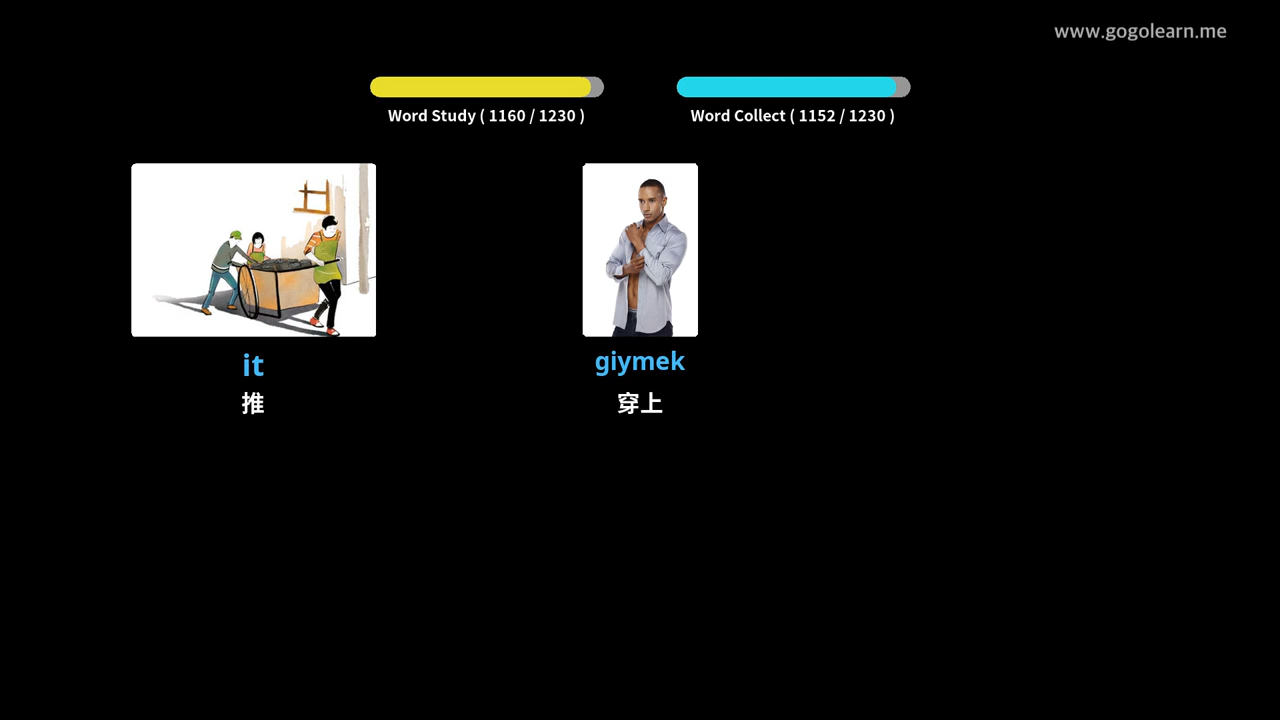 www.gogolearn.me
Word Study ( 1160 / 1230 )
Word Collect ( 1152 / 1230 )
it
推
giymek
穿上